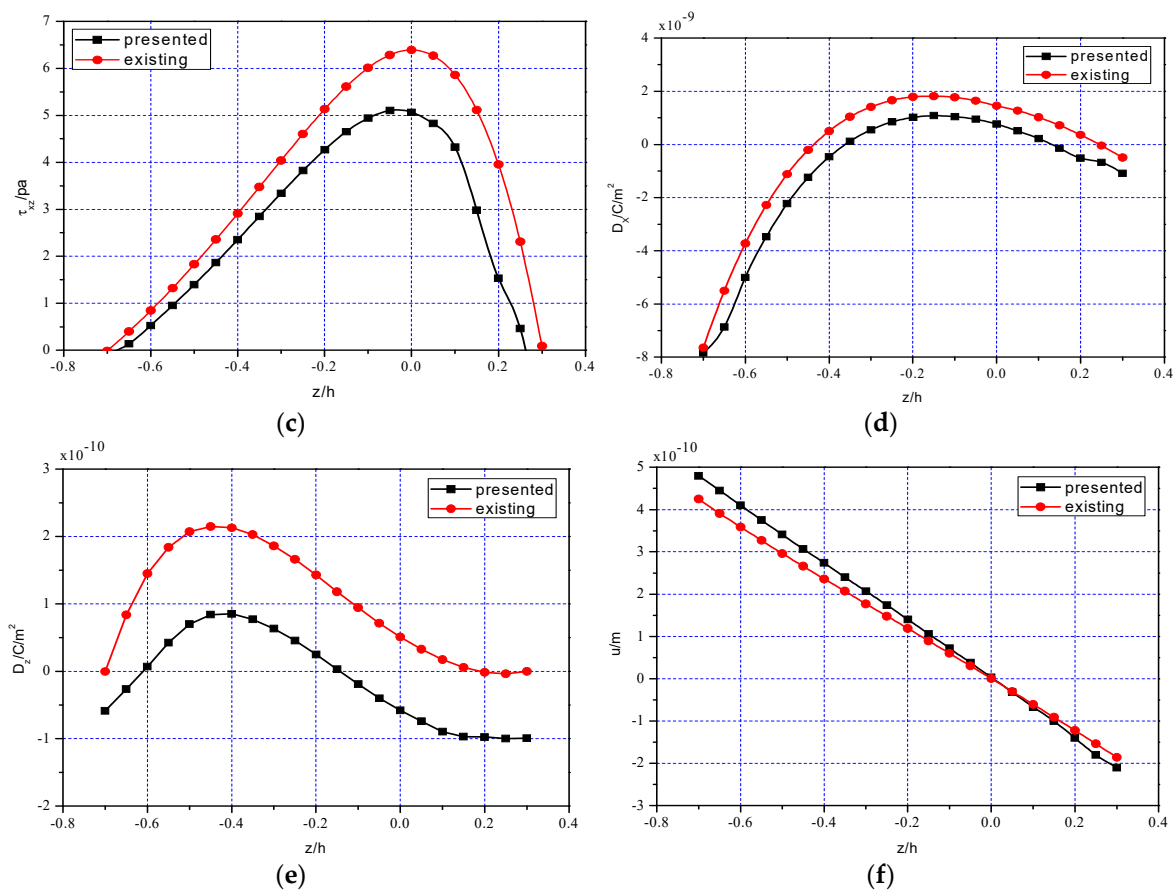 presented
existing
7
6
5
4
3
2
1
0
τxz/pa
-0.8 -0.6 -0.4 -0.2 0.0 0.2 0.4
z/h
(c)
x10^-9
presented
existing
4
2
0
-2
-4
-6
-8
Dx/C/m²
-0.8 -0.6 -0.4 -0.2 0.0 0.2 0.4
z/h
(d)
x10^-10
presented
existing
3
2
1
0
-1
-2
Dz/C/m²
-0.8 -0.6 -0.4 -0.2 0.0 0.2 0.4
z/h
(e)
x10^-10
presented
existing
5
4
3
2
1
0
-1
-2
-3
u/m
-0.8 -0.6 -0.4 -0.2 0.0 0.2 0.4
z/h
(f)